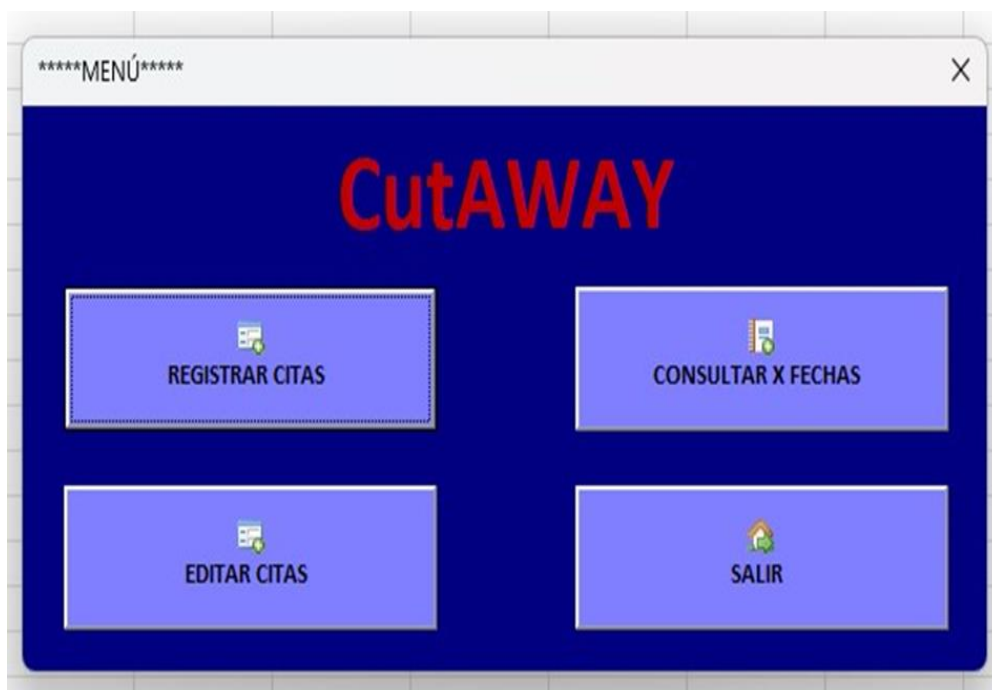 *****MENÚ*****
CutAWAY
REGISTRAR CITAS
CONSULTAR X FECHAS
EDITAR CITAS
SALIR